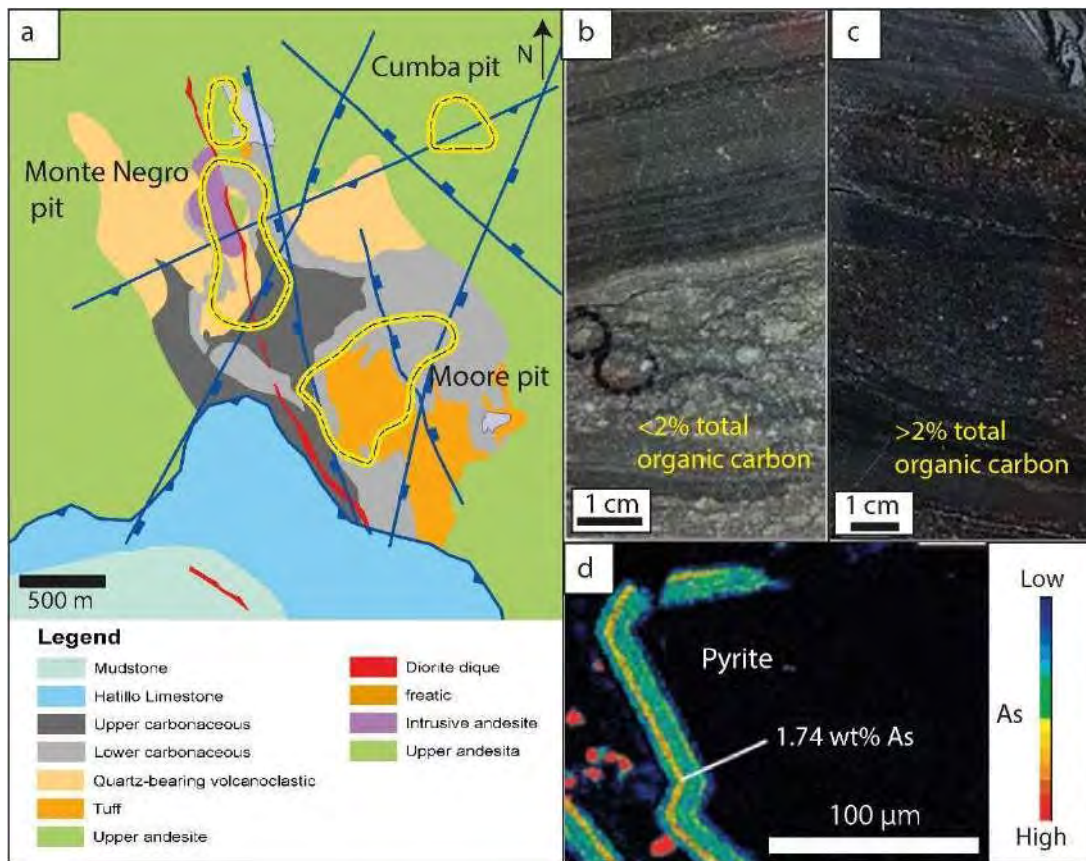 a
N
Cumba pit
Monte Negro
pit
Moore pit
500 m
Legend
Mudstone
Hatillo Limestone
Upper carbonaceous
Lower carbonaceous
Quartz-bearing volcanoclastic
Tuff
Upper andesite
Diorite dique
freatic
Intrusive andesite
Upper andesita
b
<2% total
organic carbon
1 cm
c
>2% total
organic carbon
1 cm
d
Pyrite
1.74 wt% As
100 µm
Low
As
High